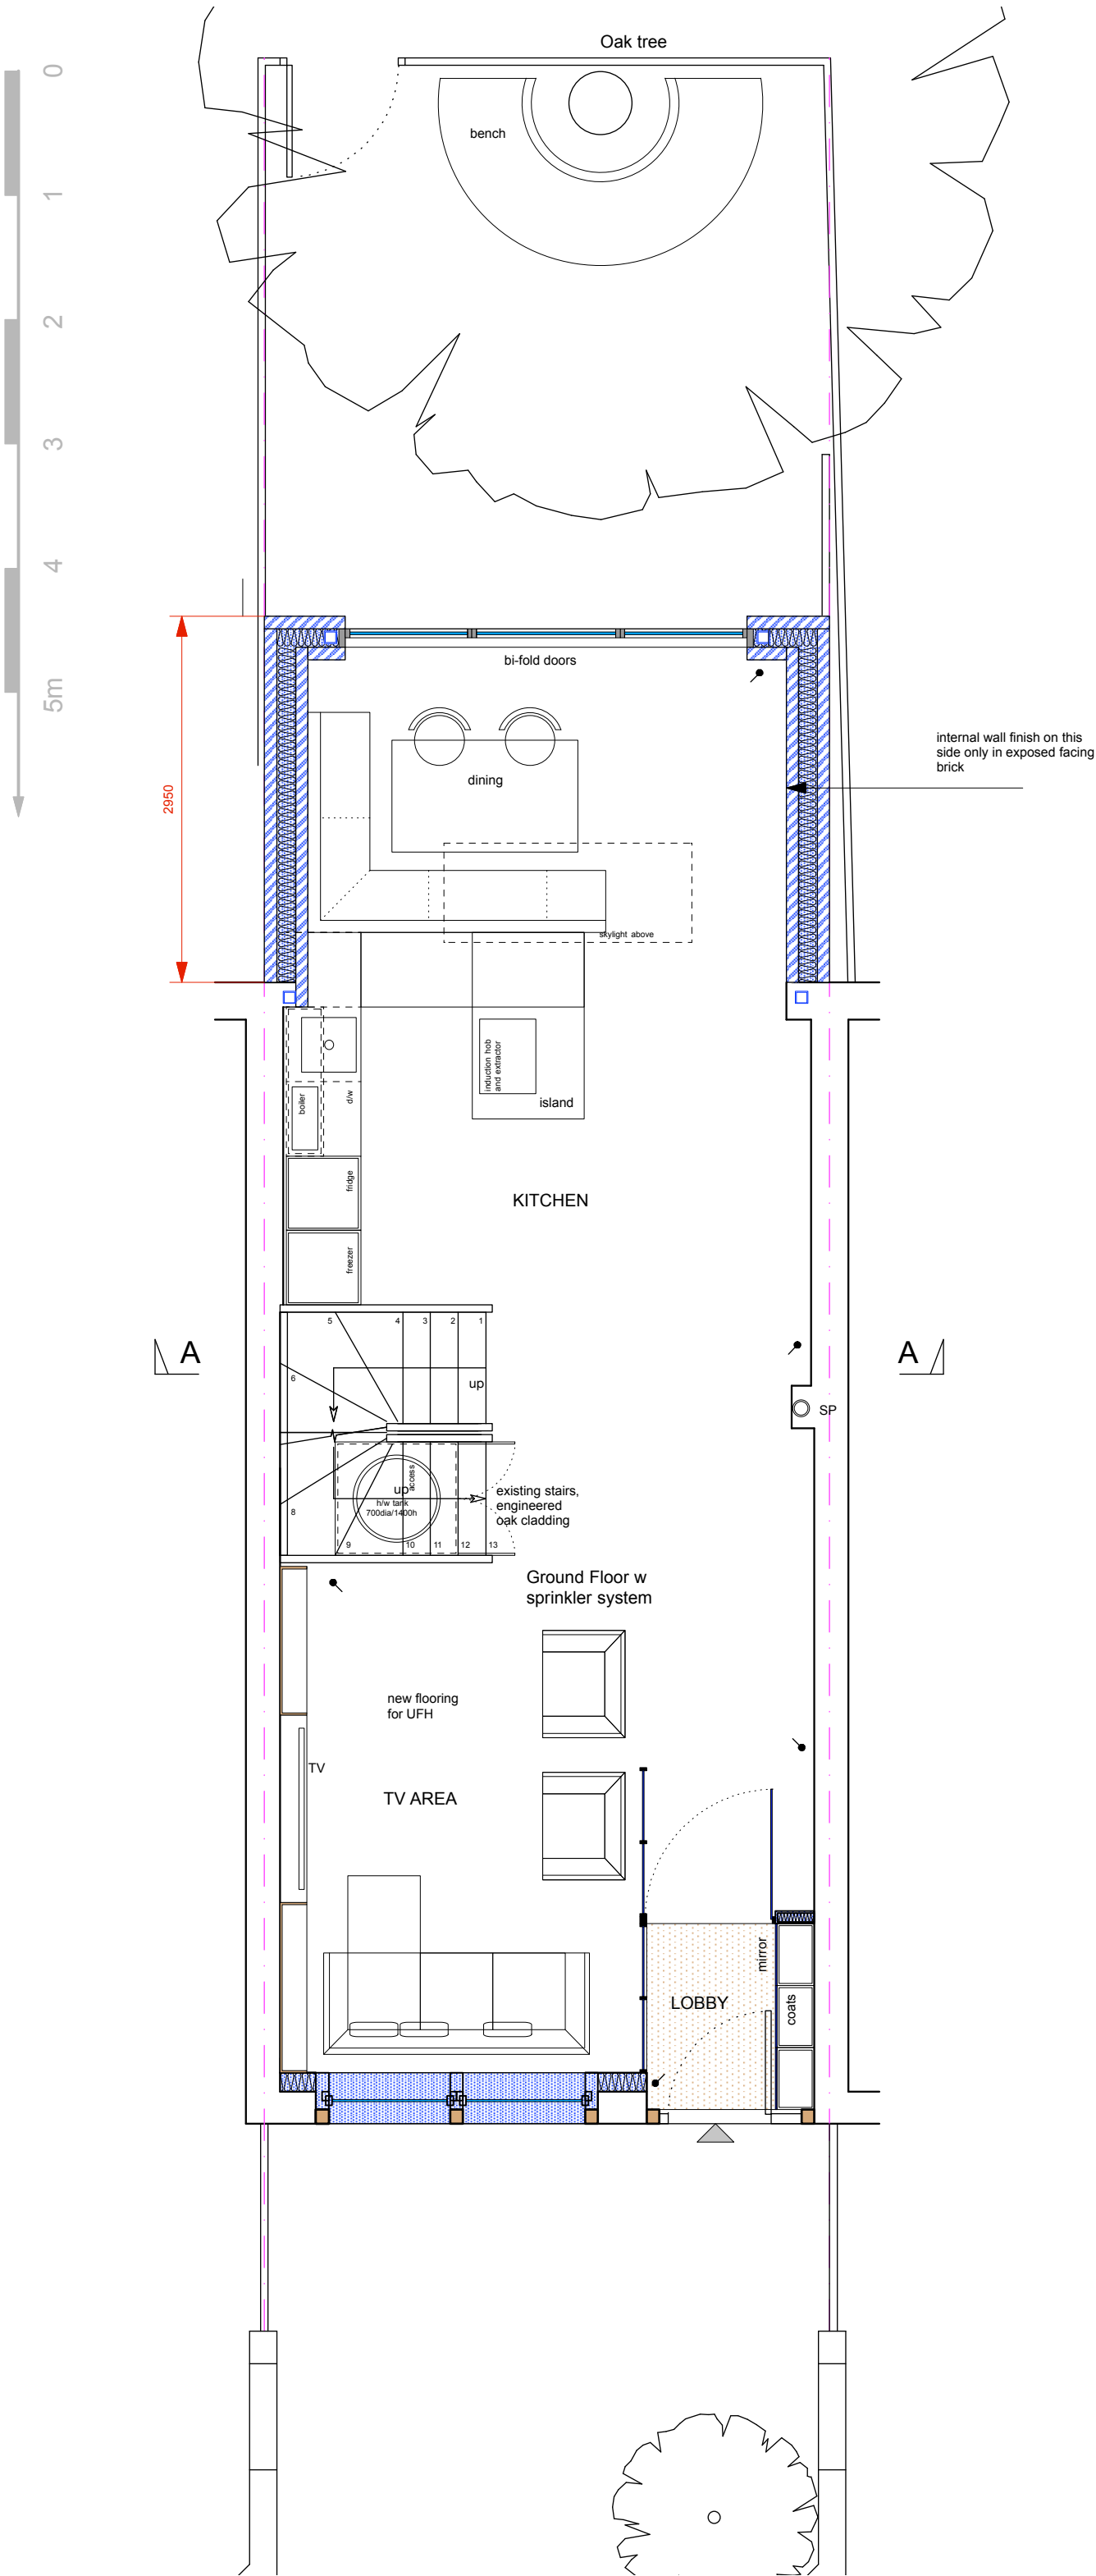 Oak tree
0
1
2
3
4
5m
bench
bi-fold doors
dining
internal wall finish on this
side only in exposed facing
brick
2950
skylight above
induction hob
and extractor
island
boiler
d/w
fridge
freezer
KITCHEN
5
4
3
2
1
6
up
A
A
SP
up
access
h/w tank
700dia/1400h
8
9
10
11
12
13
existing stairs,
engineered
oak cladding
Ground Floor w
sprinkler system
new flooring
for UFH
TV
TV AREA
mirror
LOBBY
coats